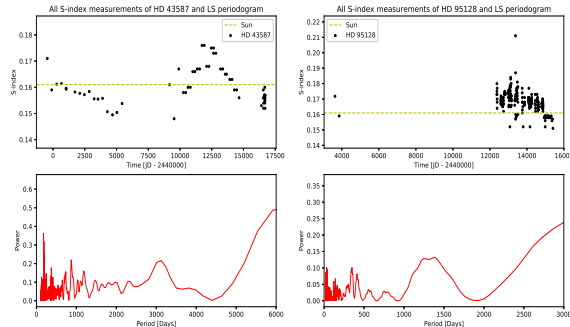 All S-index measurements of HD 43587 and LS periodogram
All S-index measurements of HD 95128 and LS periodogram
S-index
0.18
0.17
0.16
0.15
0.14
Sun
HD 43587
0 2500 5000 7500 10000 12500 15000 17500
Time [JD - 2440000]
S-index
0.22
0.21
0.20
0.19
0.18
0.17
0.16
0.15
0.14
Sun
HD 95128
4000 6000 8000 10000 12000 14000 16000
Time [JD - 2440000]
Power
0.6
0.5
0.4
0.3
0.2
0.1
0.0
0 1000 2000 3000 4000 5000 6000
Period [Days]
Power
0.35
0.30
0.25
0.20
0.15
0.10
0.05
0.00
0 500 1000 1500 2000 2500 3000
Period [Days]